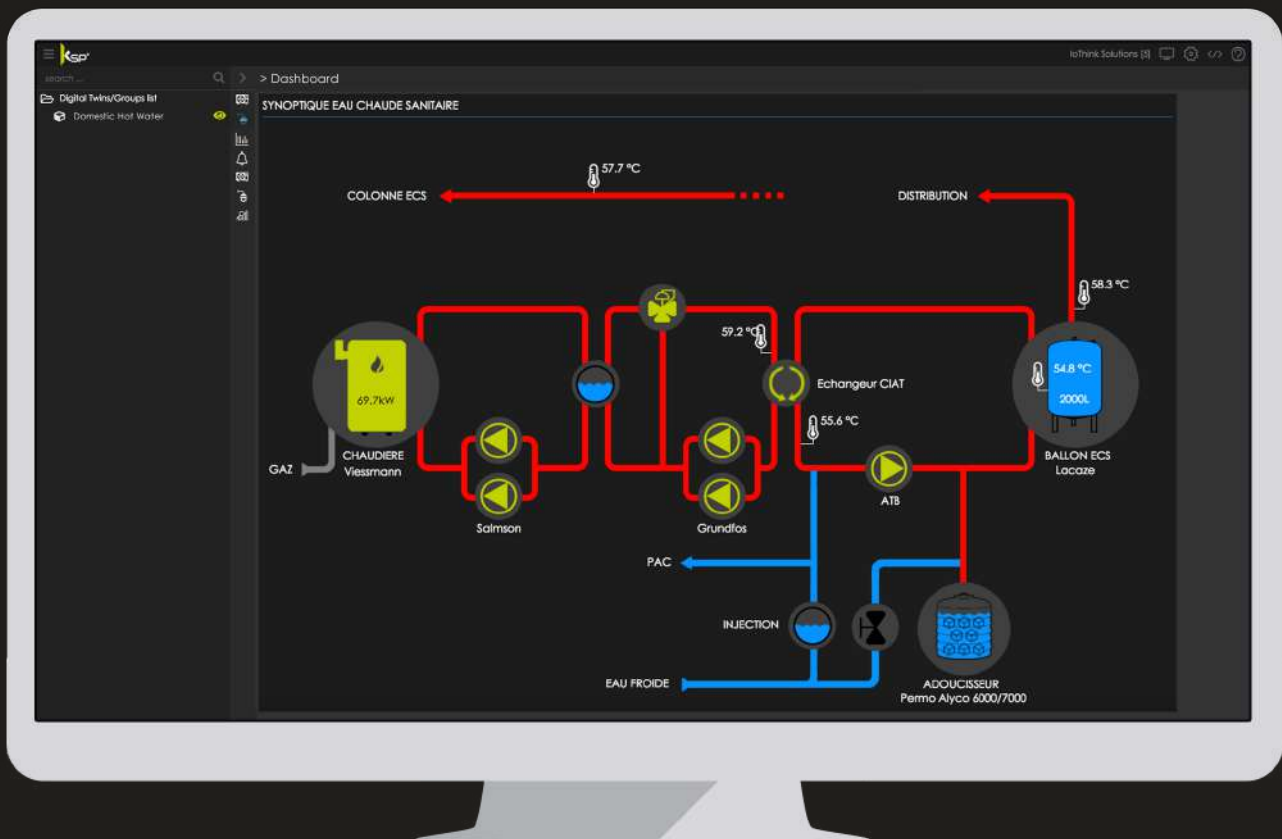 KSP
IoThink Solutions [3]
search ...
> Dashboard
Digital Twins/Groups list
Domestic Hot Water
SYNOPTIQUE EAU CHAUDE SANITAIRE
57.7 °C
COLONNE ECS
DISTRIBUTION
58.3 °C
59.2 °C
54.8 °C
2000L
69.7kW
Echangeur CIAT
55.6 °C
GAZ
CHAUDIERE
Viessmann
BALLON ECS
Lacaze
ATB
Salmson
Grundfos
PAC
INJECTION
EAU FROIDE
ADOUCISSEUR
Permo Alyco 6000/7000